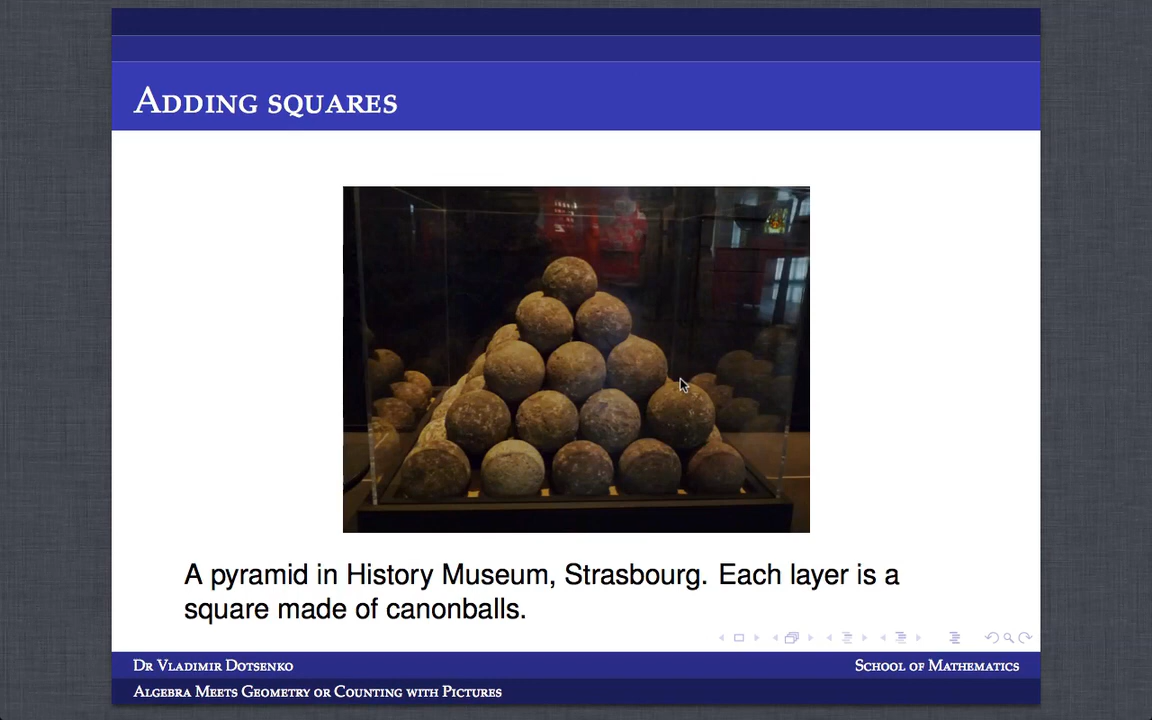 Adding squares
A pyramid in History Museum, Strasbourg. Each layer is a
square made of canonballs.
Dr Vladimir Dotsenko
School of Mathematics
Algebra Meets Geometry or Counting with Pictures